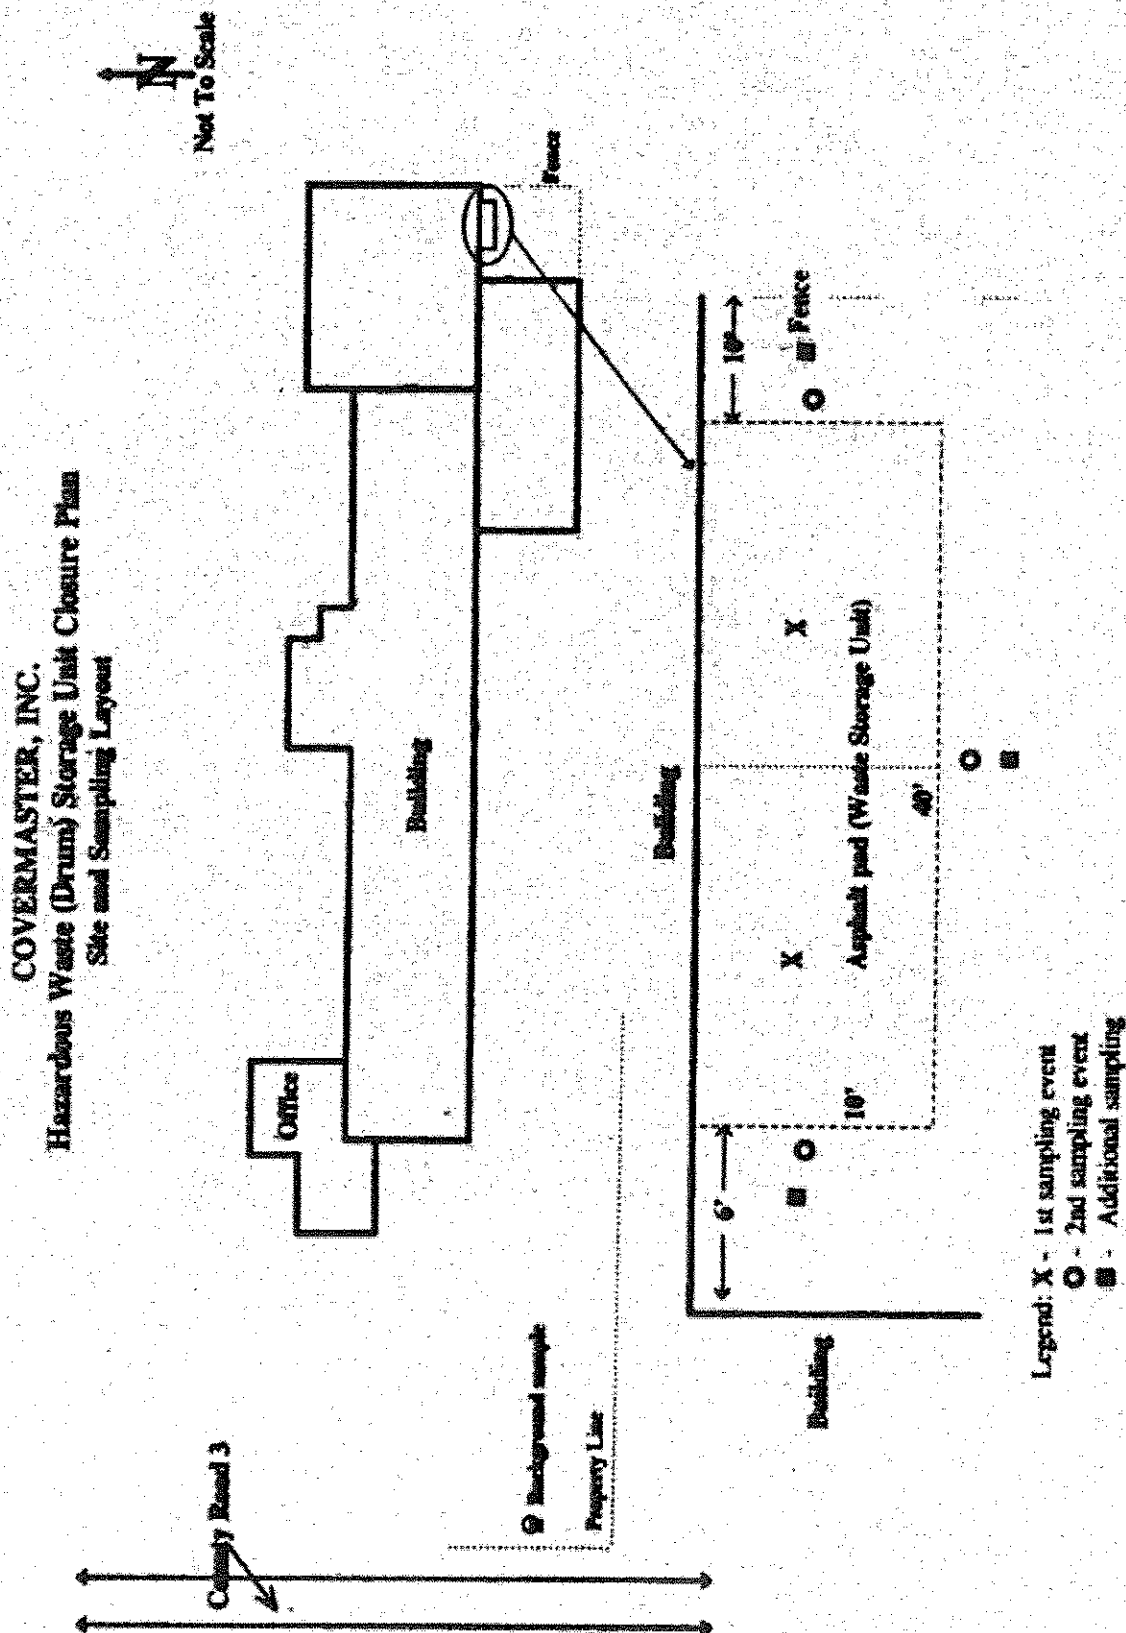 COVERMASTER, INC.
Hazardous Waste (Drum) Storage Unit Closure Plan
Site and Sampling Layout
N
Not To Scale
County Road 3
Office
Building
Fence
Background sample
Property Line
Building
Building
6'
10'
10'
Fence
X
X
Asphalt pad (Waste Storage Unit)
40'
Legend: X - 1st sampling event
O - 2nd sampling event
■ - Additional sampling